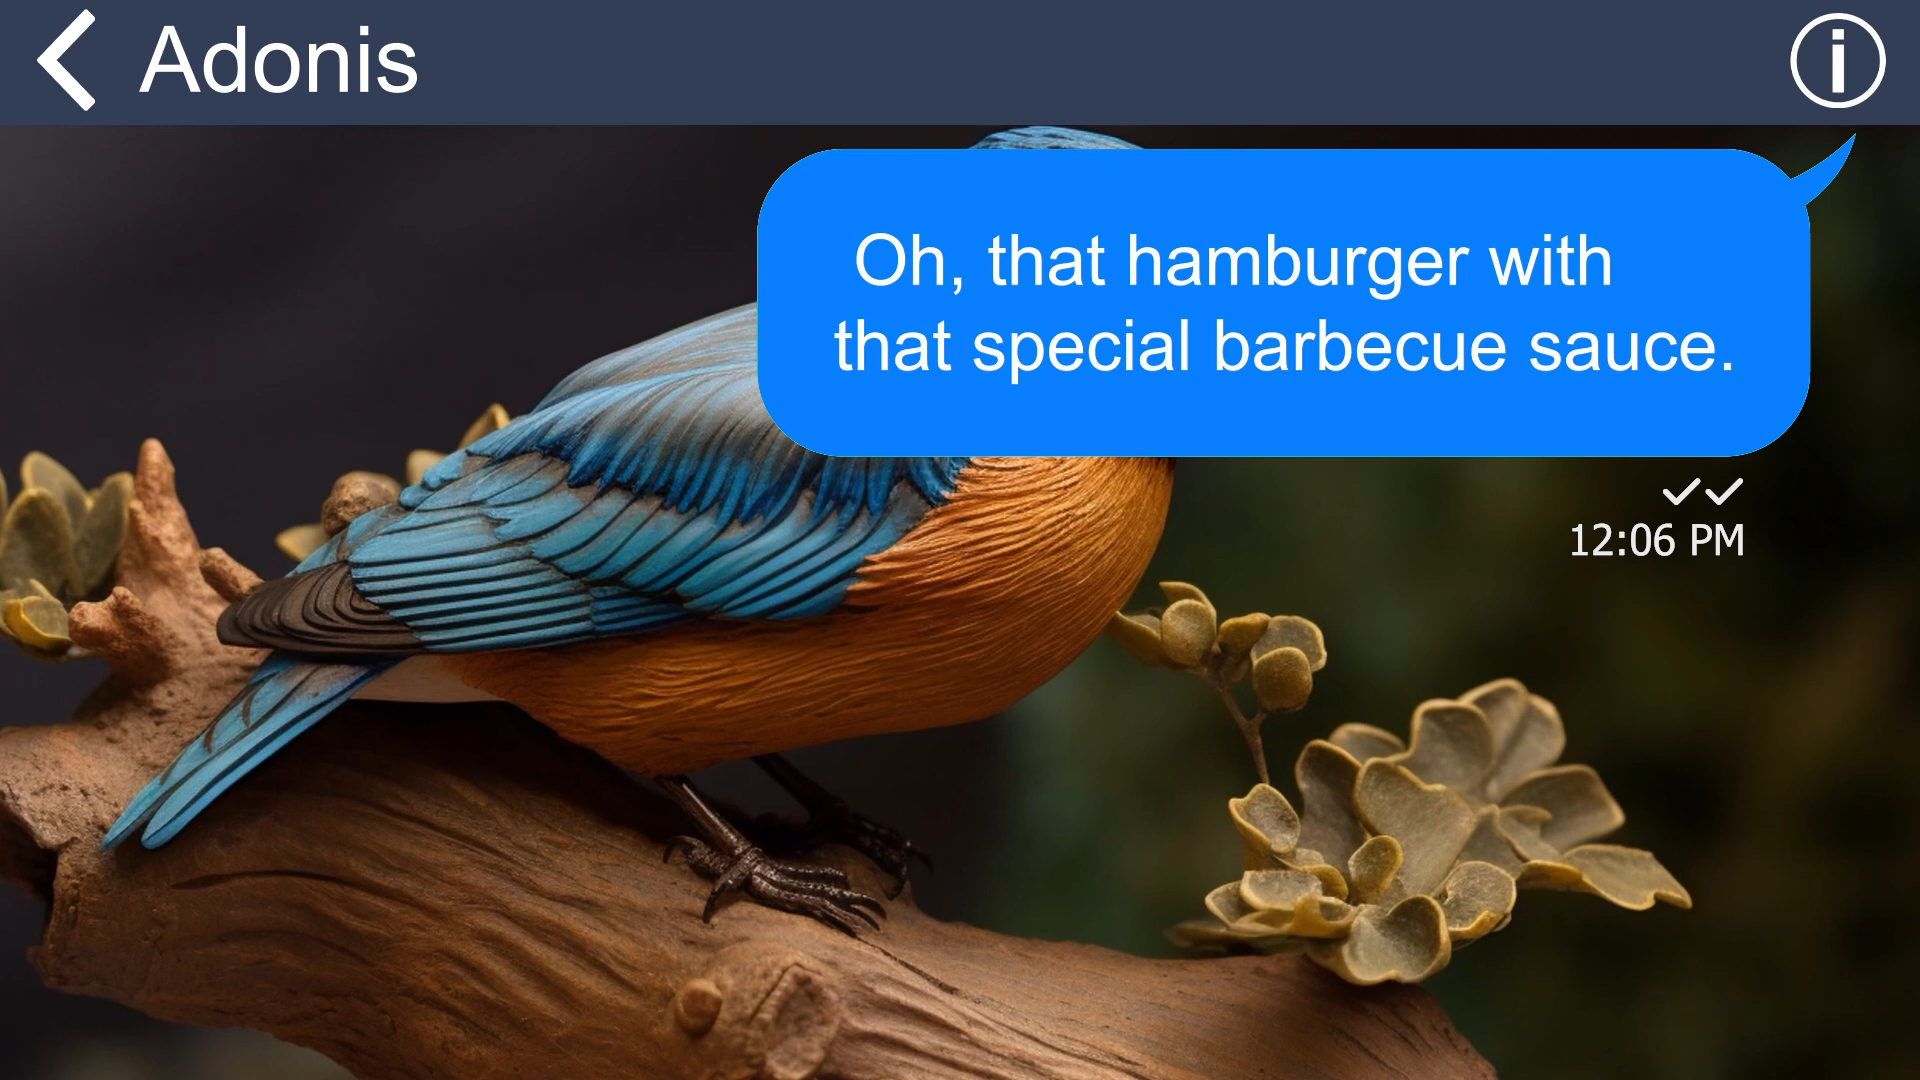 Adonis
Oh, that hamburger with
that special barbecue sauce.
12:06 PM